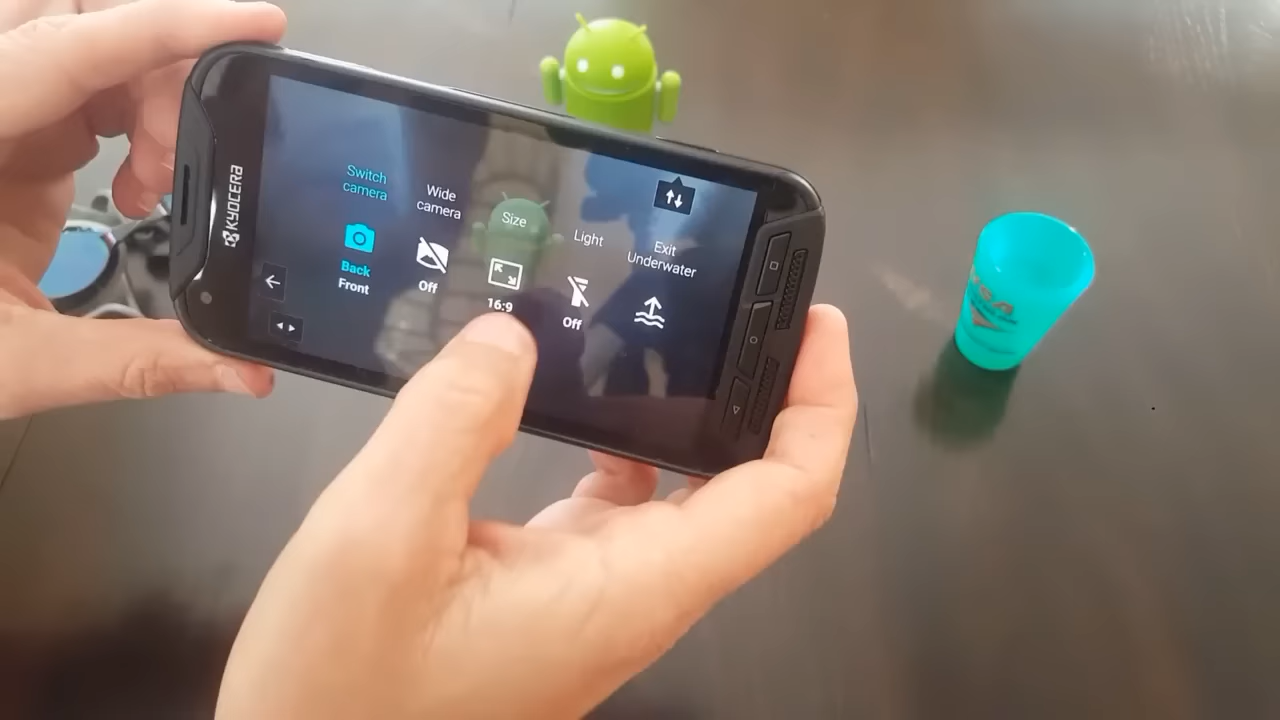 KYOCERA
Switch
camera
Back
Front
Wide
camera
Off
Size
16:9
Light
Off
Exit
Underwater